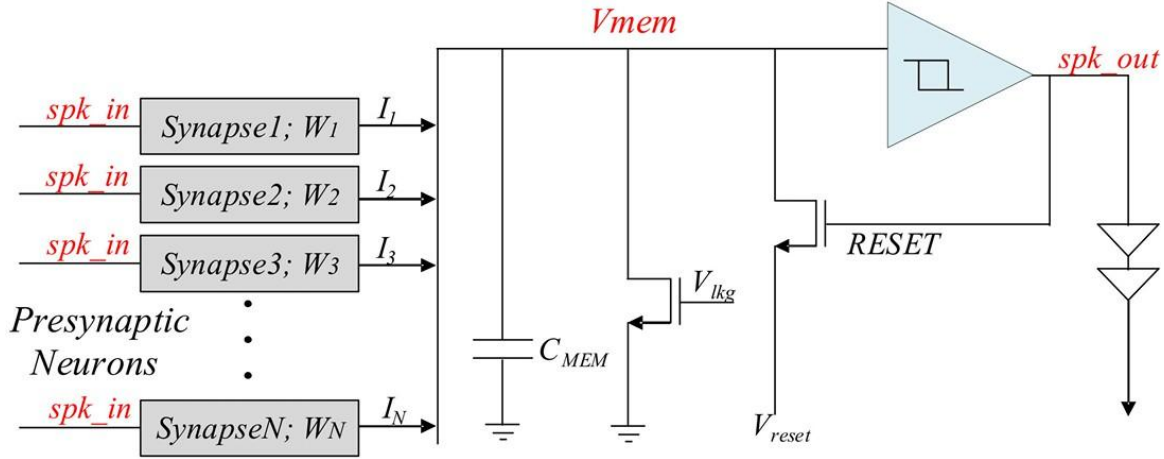 Vmem
spk_out
spk_in
Synapse1; W1
I1
spk_in
Synapse2; W2
I2
spk_in
Synapse3; W3
I3
RESET
Vlkg
Presynaptic
Neurons
CMEM
spk_in
SynapseN; WN
IN
Vreset